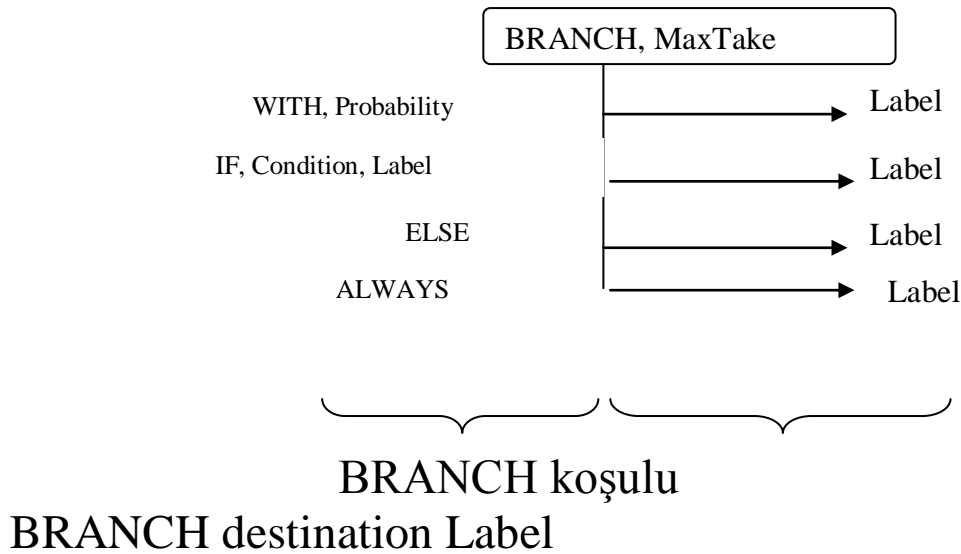 BRANCH, MaxTake
WITH, Probability Label
IF, Condition, Label Label
ELSE Label
ALWAYS Label
BRANCH koşulu
BRANCH destination Label